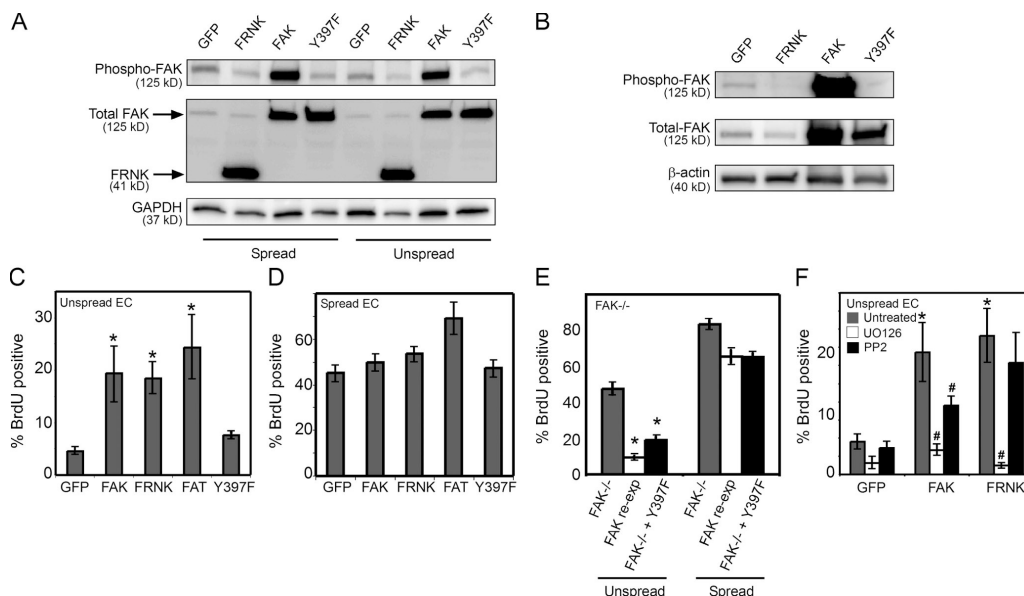 A
GFP FRNK FAK Y397F GFP FRNK FAK Y397F
Phospho-FAK
(125 kD)
Total FAK
(125 kD)
FRNK
(41 kD)
GAPDH
(37 kD)
Spread Unspread
B
GFP FRNK FAK Y397F
Phospho-FAK
(125 kD)
Total-FAK
(125 kD)
β-actin
(40 kD)
C
Unspread EC
% BrdU positive
30
20
10
0
* * *
GFP FAK FRNK FAT Y397F
D
Spread EC
% BrdU positive
80
60
40
20
0
GFP FAK FRNK FAT Y397F
E
FAK-/-
% BrdU positive
80
60
40
20
0
* *
FAK-/- FAK re-exp FAK-/- + Y397F FAK-/- FAK re-exp FAK-/- + Y397F
Unspread Spread
F
Unspread EC
Untreated
UO126
PP2
% BrdU positive
20
10
0
* # # * #
GFP FAK FRNK